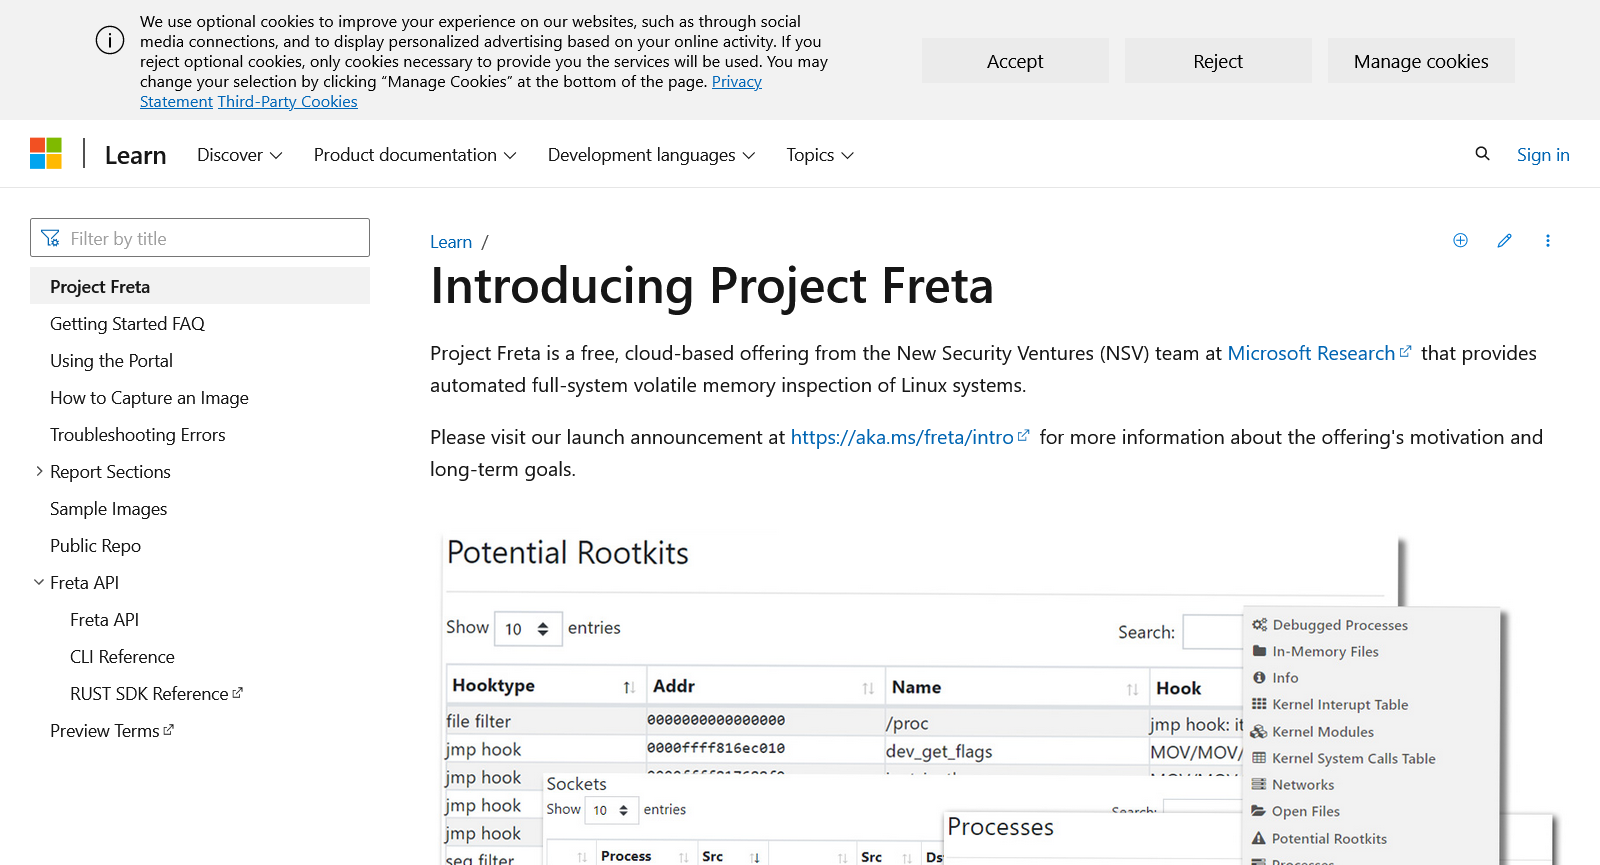 We use optional cookies to improve your experience on our websites, such as through social
media connections, and to display personalized advertising based on your online activity. If you
reject optional cookies, only cookies necessary to provide you the services will be used. You may
change your selection by clicking “Manage Cookies” at the bottom of the page. Privacy
Statement Third-Party Cookies
Accept
Reject
Manage cookies
Learn
Discover
Product documentation
Development languages
Topics
Sign in
Filter by title
Project Freta
Getting Started FAQ
Using the Portal
How to Capture an Image
Troubleshooting Errors
Report Sections
Sample Images
Public Repo
Freta API
Freta API
CLI Reference
RUST SDK Reference
Preview Terms
Learn /
Introducing Project Freta
Project Freta is a free, cloud-based offering from the New Security Ventures (NSV) team at Microsoft Research that provides
automated full-system volatile memory inspection of Linux systems.
Please visit our launch announcement at https://aka.ms/freta/intro for more information about the offering's motivation and
long-term goals.
Potential Rootkits
Show 10 entries
Search:
Hooktype Addr Name Hook
file filter 0000000000000000 /proc jmp hook: it
jmp hook 0000ffff816ec010 dev_get_flags MOV/MOV/
jmp hook
jmp hook
jmp hook
seq filter
Sockets
Show 10 entries
Search:
Process Src Src Ds
Processes
Debugged Processes
In-Memory Files
Info
Kernel Interupt Table
Kernel Modules
Kernel System Calls Table
Networks
Open Files
Potential Rootkits
Processes